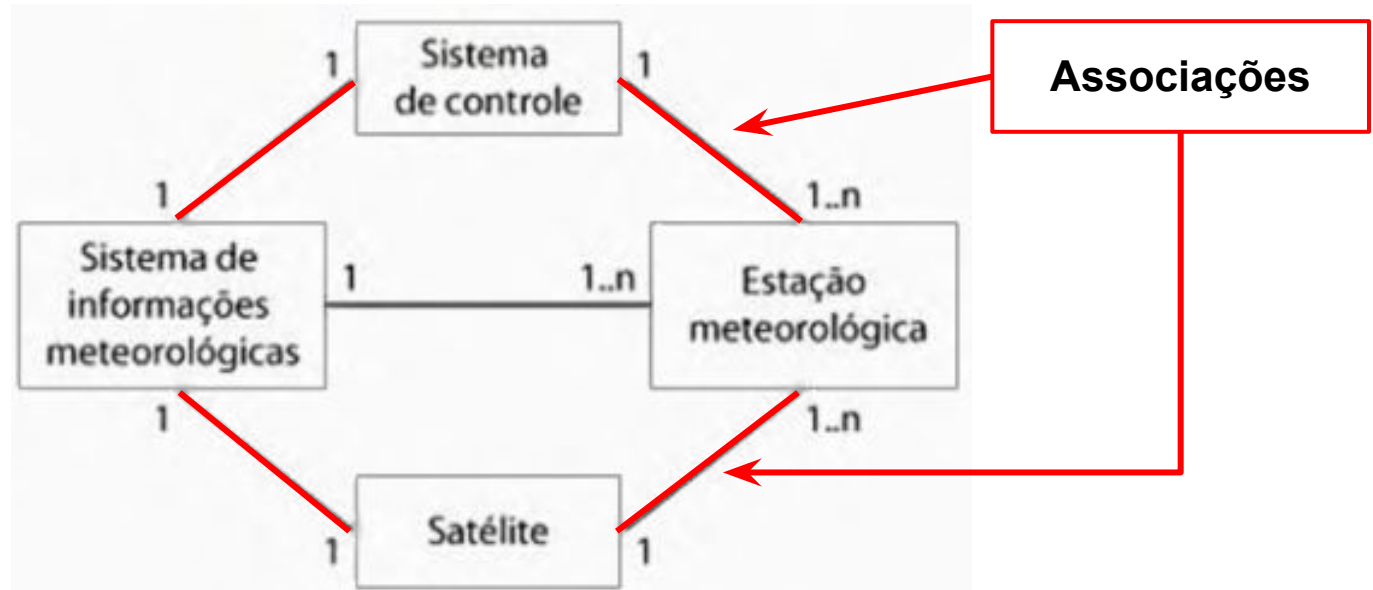 1
Sistema
de controle
1
Associações
1
1..n
Sistema de
informações
meteorológicas
1
1..n
Estação
meteorológica
1
1..n
1
Satélite
1